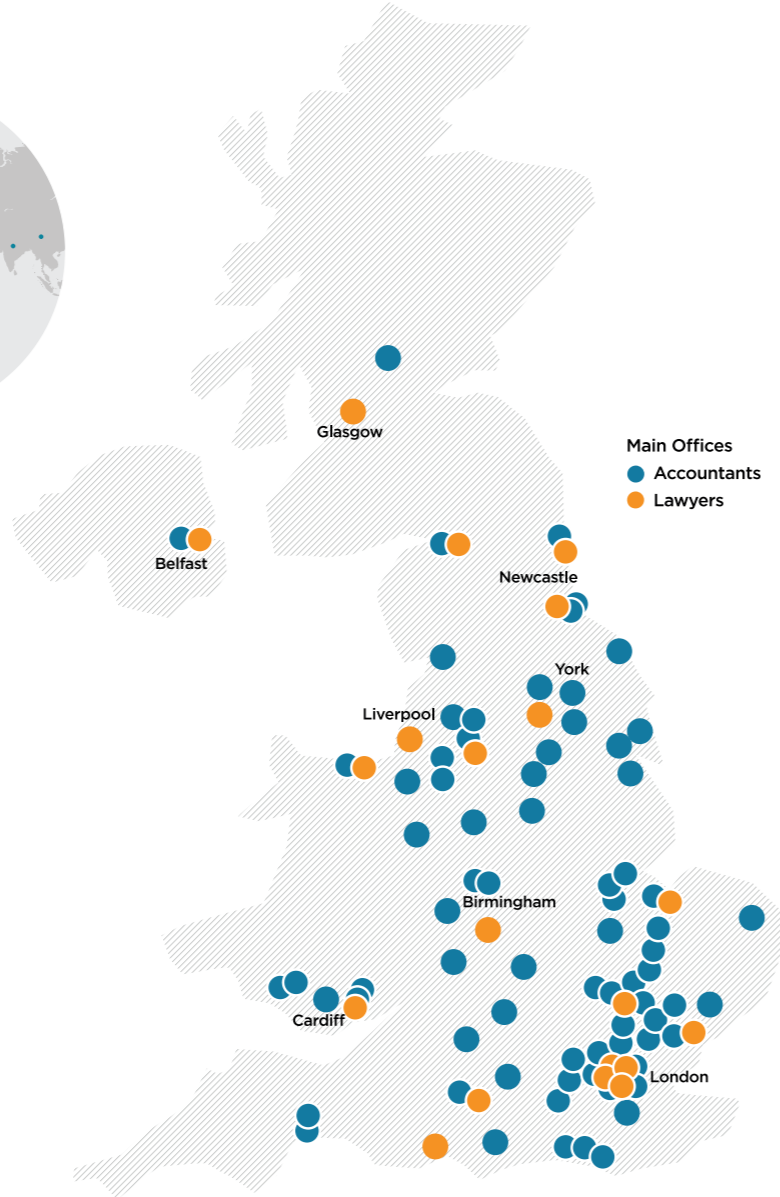 Glasgow
Main Offices
Accountants
Lawyers
Belfast
Newcastle
York
Liverpool
Birmingham
Cardiff
London